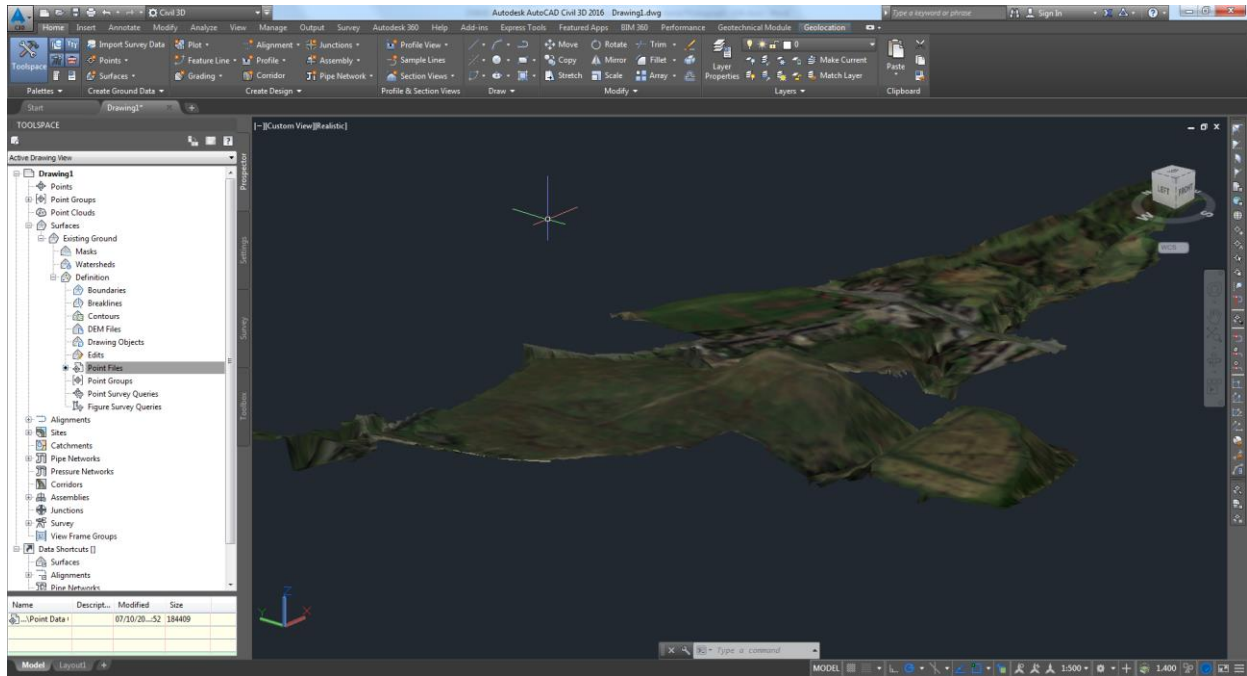 Civil 3D
Autodesk AutoCAD Civil 3D 2016 Drawing1.dwg
Type a keyword or phrase
Sign In
Home Insert Annotate Modify Analyze View Manage Output Survey Autodesk 360 Help Add-ins Express Tools Featured Apps BIM 360 Performance Geotechnical Module Geolocation
Import Survey Data Plot Alignment Junctions Profile View Move Rotate Trim 0
Toolspace Points Feature Line Profile Assembly Sample Lines Copy Mirror Fillet Layer Properties Make Current Paste
Surfaces Grading Corridor Pipe Network Section Views Stretch Scale Array Match Layer
Palettes Create Ground Data Create Design Profile & Section Views Draw Modify Layers Clipboard
Start Drawing1*
TOOLSPACE
[−][Custom View][Realistic]
Active Drawing View
Prospector
Settings
Survey
Toolbox
Drawing1
Points
Point Groups
Point Clouds
Surfaces
Existing Ground
Masks
Watersheds
Definition
Boundaries
Breaklines
Contours
DEM Files
Drawing Objects
Edits
Point Files
Point Groups
Point Survey Queries
Figure Survey Queries
Alignments
Sites
Catchments
Pipe Networks
Pressure Networks
Corridors
Assemblies
Junctions
Survey
View Frame Groups
Data Shortcuts []
Surfaces
Alignments
Pipe Networks
Name Descript... Modified Size
...\Point Data 07/10/20...:52 184409
LEFT FRONT
W S
WCS
Z
Y X
Type a command
Model Layout1 +
MODEL 1:500 1.400